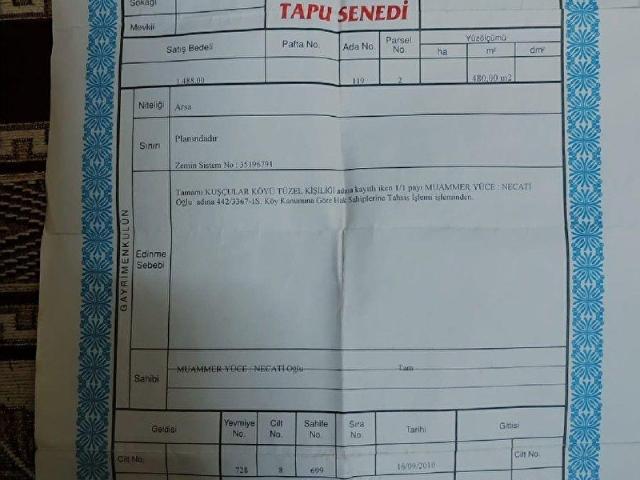 Sokağı
TAPU SENEDİ
Mevkii
Satış Bedeli Pafta No. Ada No. Parsel No. Yüzölçümü
ha m² dm²
1.488,00 119 2 480,00 m2
GAYRİMENKULÜN
Niteliği Arsa
Sınırı Planındadır
Zemin Sistem No : 35196791
Edinme Sebebi
Tamamı KUŞÇULAR KÖYÜ TÜZEL KİŞİLİĞİ adına kayıtlı iken 1/1 payı MUAMMER YÜCE : NECATİ
Oğlu adına 442/3367-1S. Köy Kanununa Göre Hak Sahiplerine Tahsis İşlemi işleminden.
Sahibi
MUAMMER YÜCE : NECATİ Oğlu Tam
Geldisi Yevmiye No. Cilt No. Sahife No. Sıra No. Tarihi Gittisi
Cilt No. 728 8 699 16/09/2010 Cilt No.